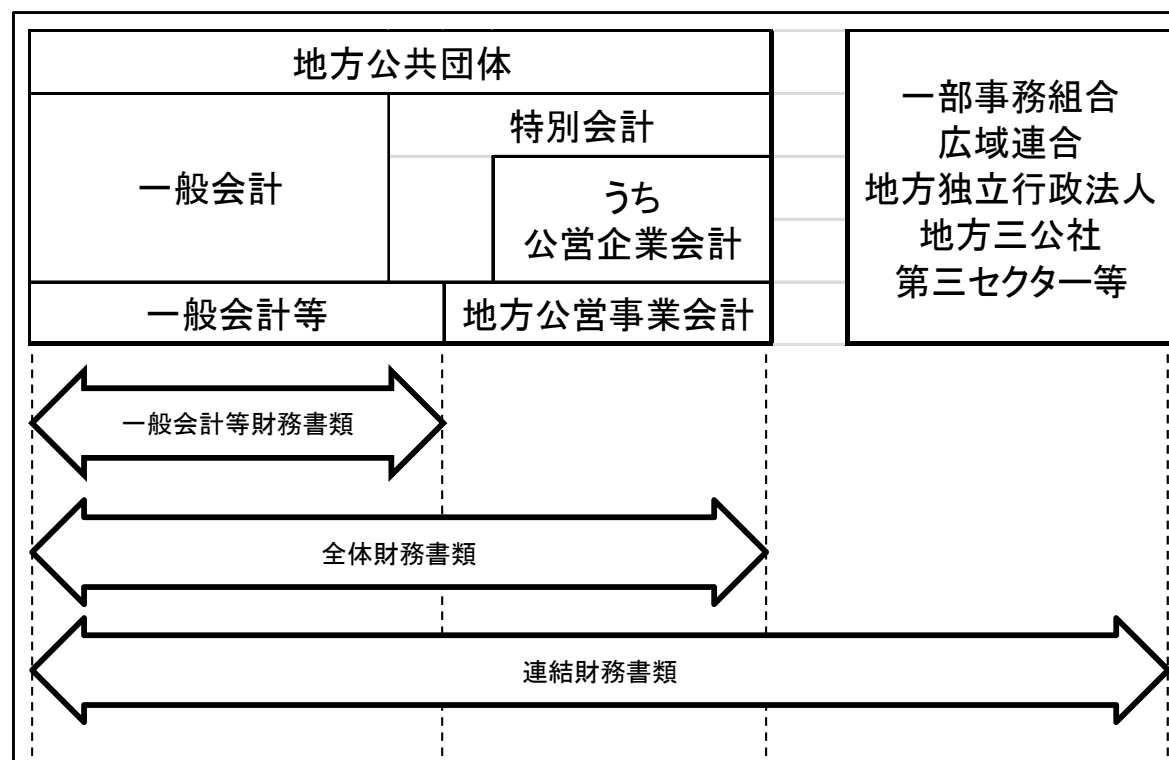 地方公共団体
一般会計
特別会計
うち
公営企業会計
一般会計等
地方公営事業会計
一部事務組合
広域連合
地方独立行政法人
地方三公社
第三セクター等
一般会計等財務書類
全体財務書類
連結財務書類